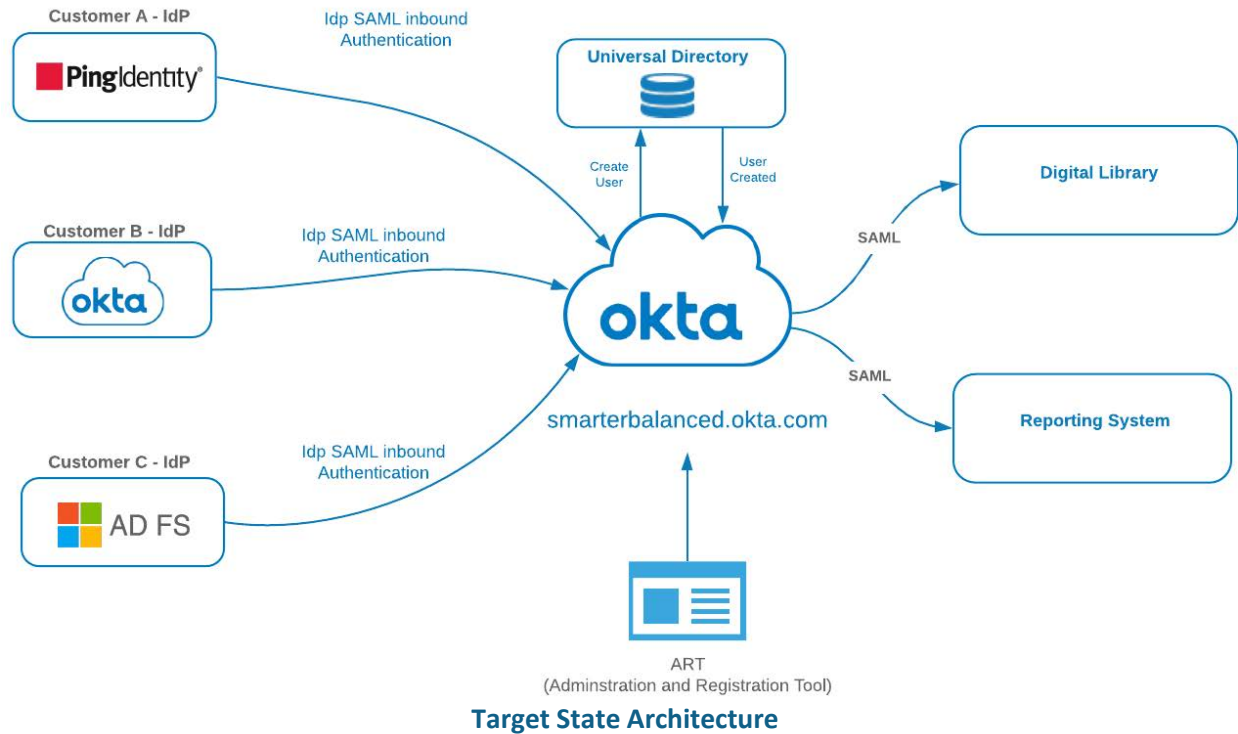 Customer A - IdP
PingIdentity®
Idp SAML inbound
Authentication
Universal Directory
Create
User
User
Created
Digital Library
Customer B - IdP
okta
Idp SAML inbound
Authentication
okta
SAML
SAML
Reporting System
smarterbalanced.okta.com
Customer C - IdP
AD FS
Idp SAML inbound
Authentication
ART
(Adminstration and Registration Tool)
Target State Architecture